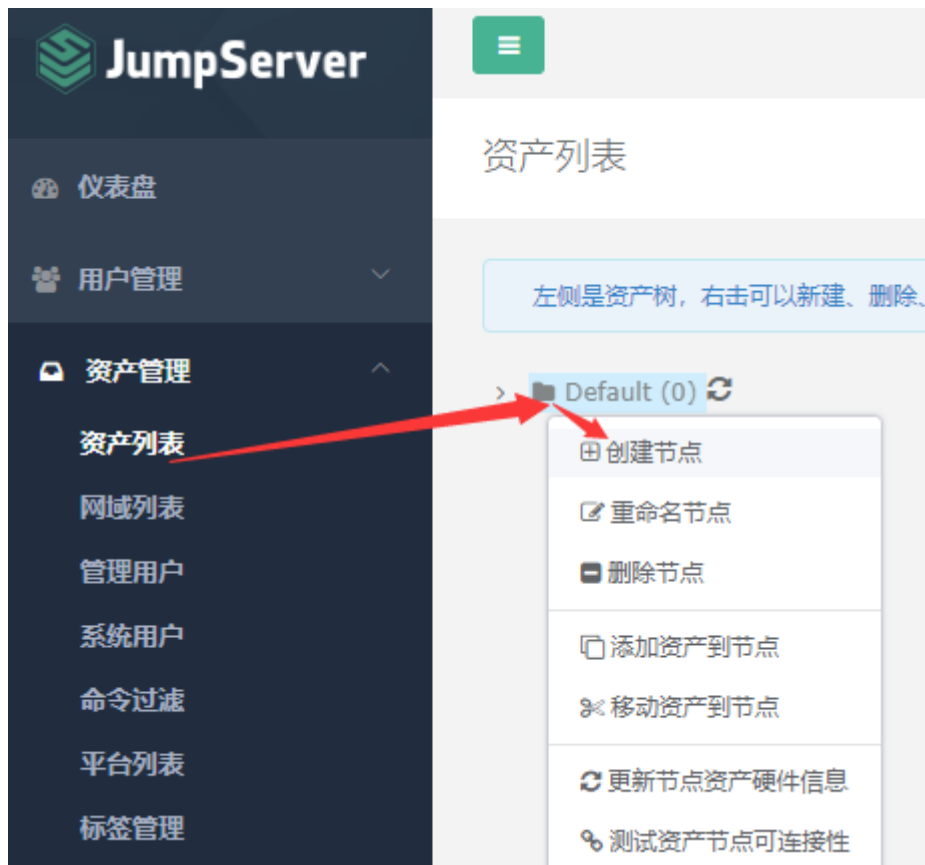 JumpServer
仪表盘
用户管理
资产管理
资产列表
网域列表
管理用户
系统用户
命令过滤
平台列表
标签管理
资产列表
左侧是资产树，右击可以新建、删除、
Default (0)
创建节点
重命名节点
删除节点
添加资产到节点
移动资产到节点
更新节点资产硬件信息
测试资产节点可连接性